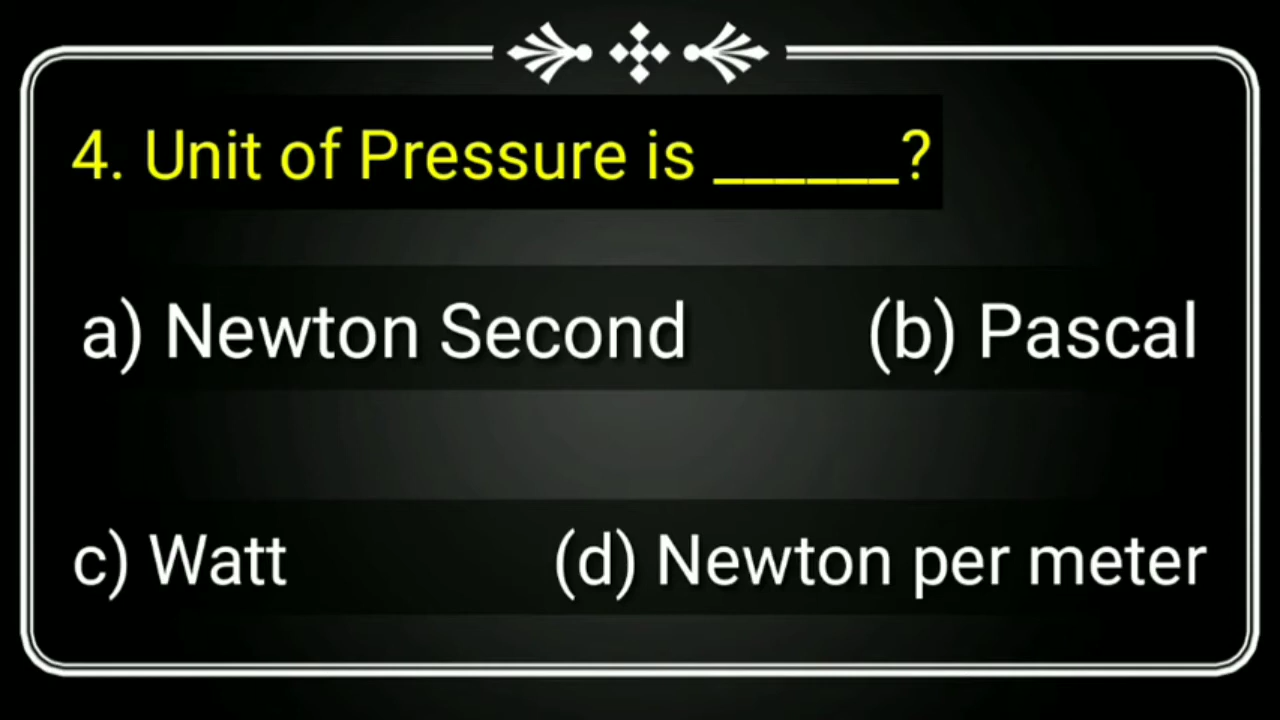 4. Unit of Pressure is ______?
a) Newton Second (b) Pascal
c) Watt (d) Newton per meter